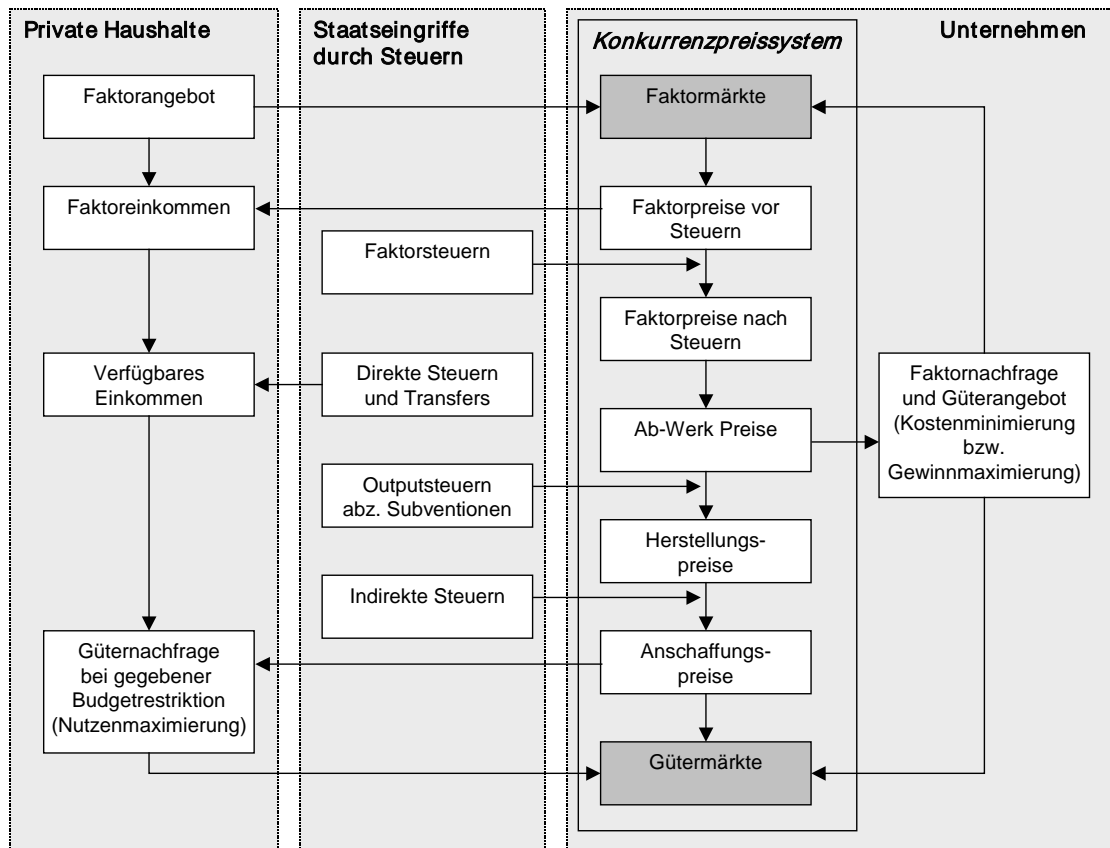 Private Haushalte
Staatseingriffe
durch Steuern
Konkurrenzpreissystem
Unternehmen
Faktorangebot
Faktormärkte
Faktoreinkommen
Faktorpreise vor
Steuern
Faktorsteuern
Faktorpreise nach
Steuern
Verfügbares
Einkommen
Direkte Steuern
und Transfers
Ab-Werk Preise
Faktornachfrage
und Güterangebot
(Kostenminimierung
bzw.
Gewinnmaximierung)
Outputsteuern
abz. Subventionen
Herstellungs-
preise
Indirekte Steuern
Güternachfrage
bei gegebener
Budgetrestriktion
(Nutzenmaximierung)
Anschaffungs-
preise
Gütermärkte